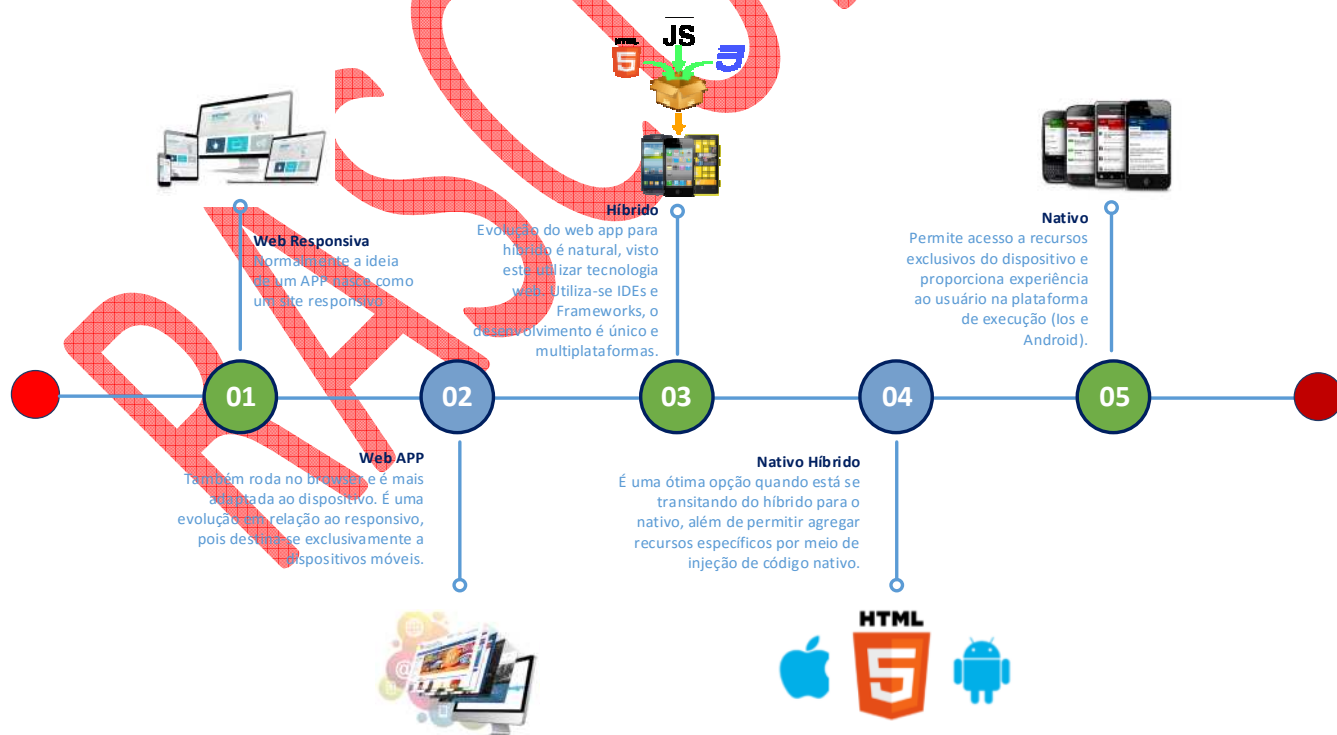 JS
HTML
5
Web Responsiva
Normalmente a ideia
de um APP nasce como
um site responsivo
Híbrido
Evolução do web app para
híbrido é natural, visto
este utilizar tecnologia
web. Utiliza-se IDEs e
Frameworks, o
desenvolvimento é único e
multiplataformas.
Nativo
Permite acesso a recursos
exclusivos do dispositivo e
proporciona experiência
ao usuário na plataforma
de execução (Ios e
Android).
01
02
03
04
05
Web APP
Também roda no browser e é mais
adaptada ao dispositivo. É uma
evolução em relação ao responsivo,
pois destina-se exclusivamente a
dispositivos móveis.
Nativo Híbrido
É uma ótima opção quando está se
transitando do híbrido para o
nativo, além de permitir agregar
recursos específicos por meio de
injeção de código nativo.
HTML
5